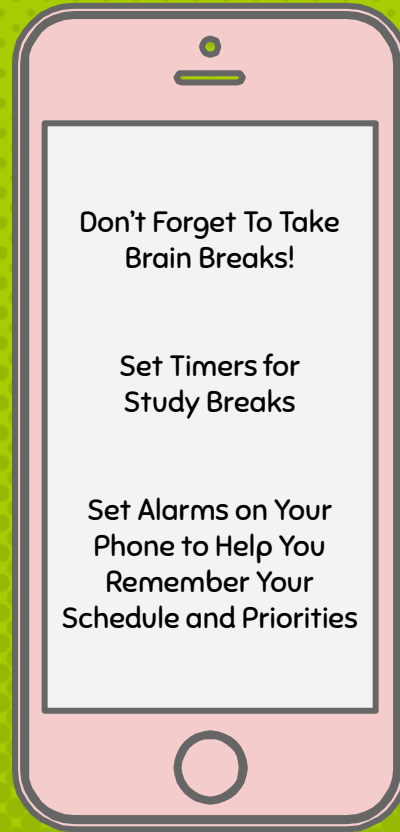 Don't Forget To Take
Brain Breaks!
Set Timers for
Study Breaks
Set Alarms on Your
Phone to Help You
Remember Your
Schedule and Priorities